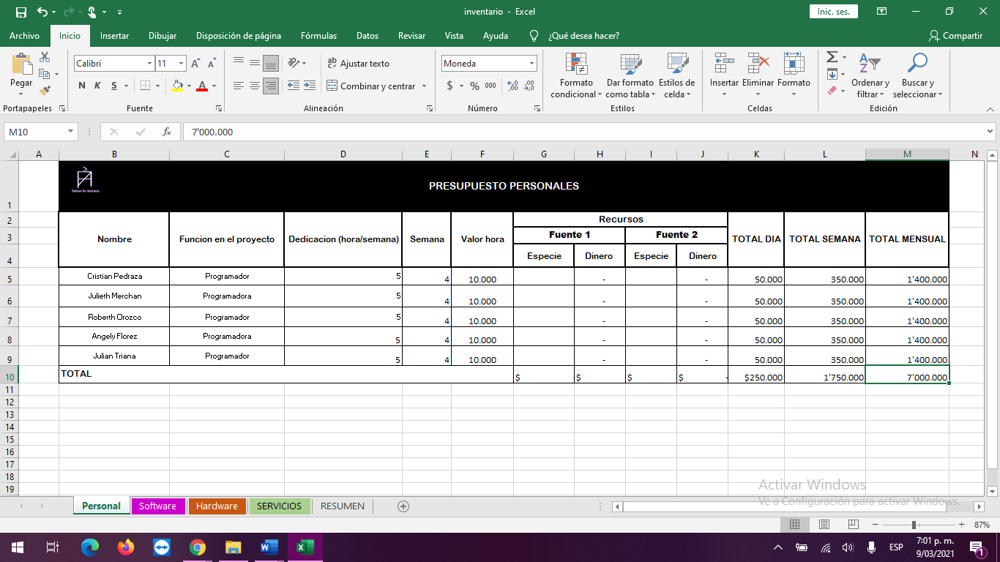 inventario - Excel
Inic. ses.
Archivo Inicio Insertar Dibujar Disposición de página Fórmulas Datos Revisar Vista Ayuda ¿Qué desea hacer? Compartir
Calibri 11 ab Ajustar texto Moneda
Pegar N K S A Combinar y centrar $ % 000 Formato condicional Dar formato como tabla Estilos de celda Insertar Eliminar Formato Ordenar y filtrar Buscar y seleccionar
Portapapeles Fuente Alineación Número Estilos Celdas Edición
M10 fx 7'000.000
A B C D E F G H I J K L M N
Solution for Asistance
1 PRESUPUESTO PERSONALES
2 Recursos
3 Nombre Funcion en el proyecto Dedicacion (hora/semana) Semana Valor hora Fuente 1 Fuente 2 TOTAL DIA TOTAL SEMANA TOTAL MENSUAL
4 Especie Dinero Especie Dinero
5 Cristian Pedraza Programador 5 4 10.000 - - 50.000 350.000 1'400.000
6 Julieth Merchan Programadora 5 4 10.000 - - 50.000 350.000 1'400.000
7 Roberth Orozco Programador 5 4 10.000 - - 50.000 350.000 1'400.000
8 Angely Florez Programadora 5 4 10.000 - - 50.000 350.000 1'400.000
9 Julian Triana Programador 5 4 10.000 - - 50.000 350.000 1'400.000
10 TOTAL $ - $ $ $ - $250.000 1'750.000 7'000.000
11
12
13
14
15
16
17
18
19
Activar Windows
Ve a Configuración para activar Windows.
Personal Software Hardware SERVICIOS RESUMEN
87%
ESP 7:01 p. m.
9/03/2021
1